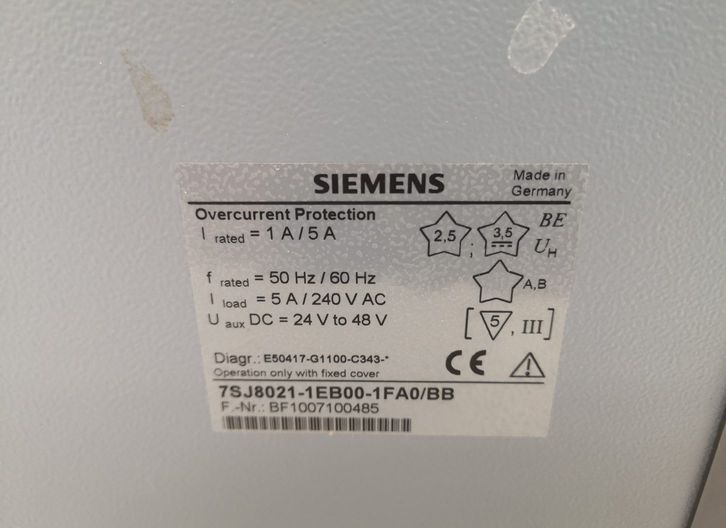 SIEMENS
Made in
Germany
Overcurrent Protection
I rated = 1 A / 5 A
2,5 ; 3,5 BE
U H
f rated = 50 Hz / 60 Hz
A,B
I load = 5 A / 240 V AC
U aux DC = 24 V to 48 V
[ 5 , III ]
Diagr.: E50417-G1100-C343-*
CE
Operation only with fixed cover
7SJ8021-1EB00-1FA0/BB
F.-Nr.: BF1007100485